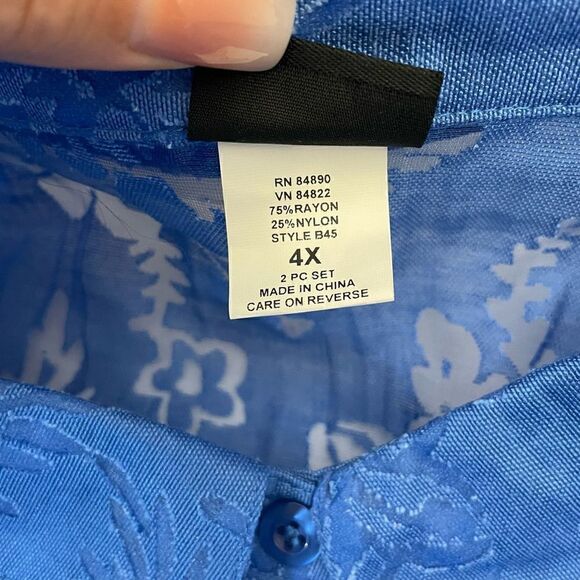 RN 84890
VN 84822
75%RAYON
25%NYLON
STYLE B45
4X
2 PC SET
MADE IN CHINA
CARE ON REVERSE